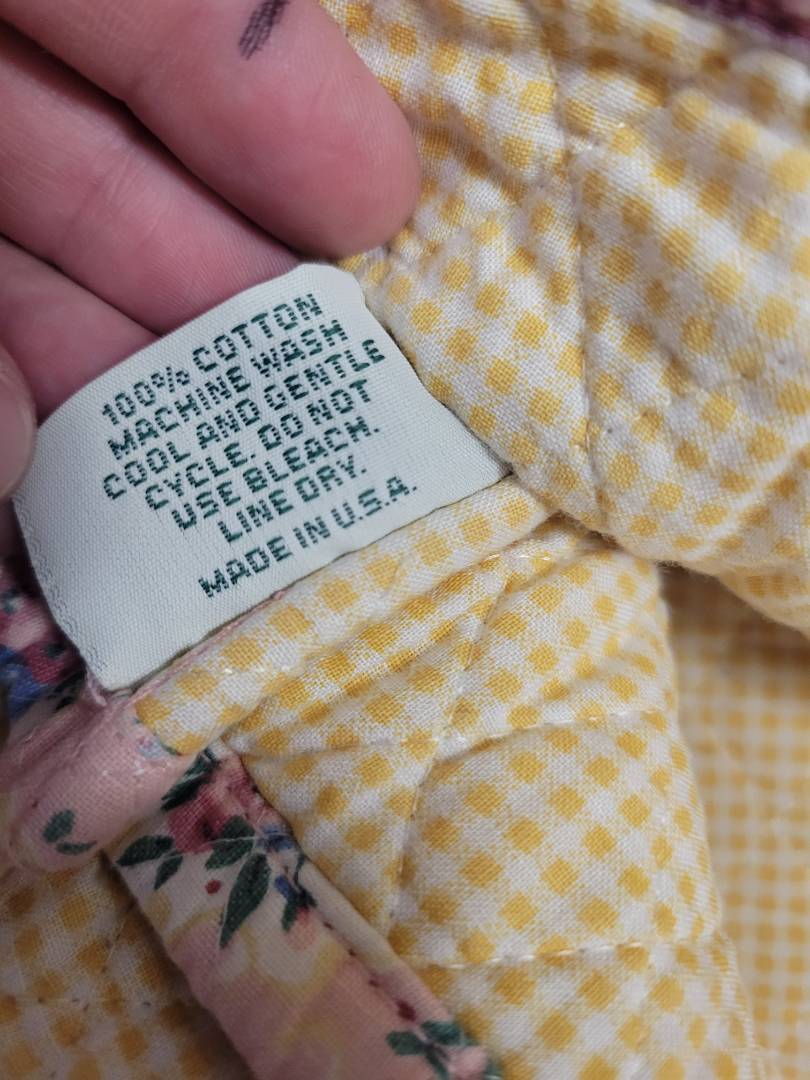 100% COTTON
MACHINE WASH
COOL AND GENTLE
CYCLE. DO NOT
USE BLEACH.
LINE DRY.
MADE IN U.S.A.